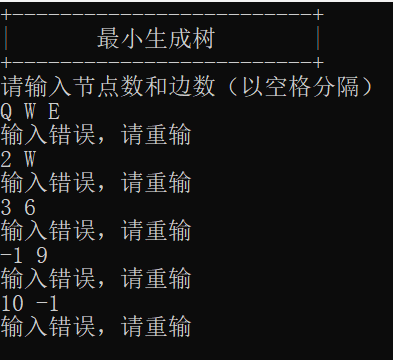 +-------------------------+
|       最小生成树        |
+-------------------------+
请输入节点数和边数（以空格分隔）
Q W E
输入错误，请重输
2 W
输入错误，请重输
3 6
输入错误，请重输
-1 9
输入错误，请重输
10 -1
输入错误，请重输